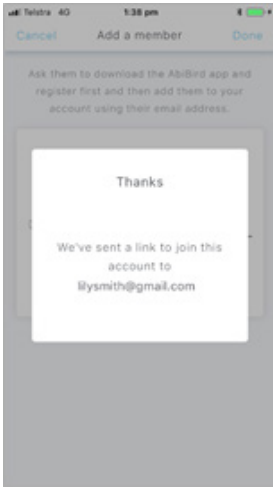 Telstra 4G 1:38 pm
Cancel Add a member Done
Ask them to download the AbiBird app and
register first and then add them to your
account using their email address.
Thanks
We've sent a link to join this
account to
lilysmith@gmail.com